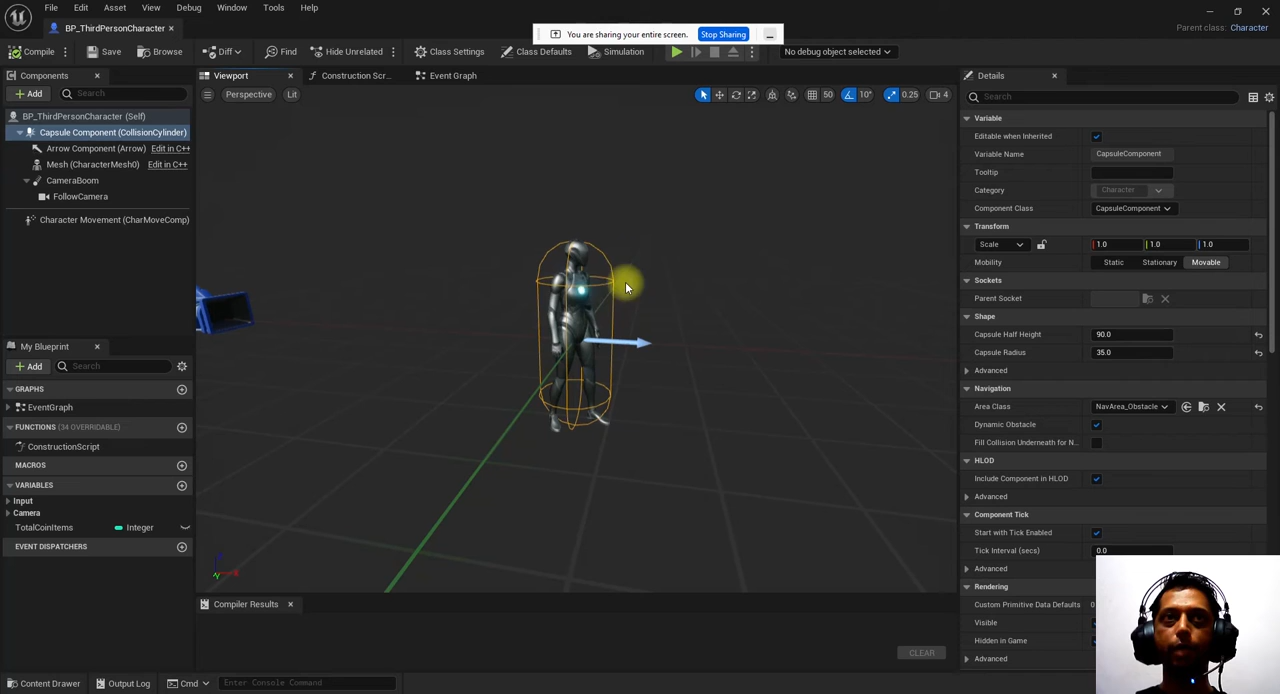 File Edit Asset View Debug Window Tools Help
BP_ThirdPersonCharacter
Parent class: Character
You are sharing your entire screen. Stop Sharing
Compile Save Browse Diff Find Hide Unrelated Class Settings Class Defaults Simulation No debug object selected
Components
Add Search
BP_ThirdPersonCharacter (Self)
Capsule Component (CollisionCylinder)
Arrow Component (Arrow) Edit in C++
Mesh (CharacterMesh0) Edit in C++
CameraBoom
FollowCamera
Character Movement (CharMoveComp)
My Blueprint
Add Search
GRAPHS
EventGraph
FUNCTIONS (34 OVERRIDABLE)
ConstructionScript
MACROS
VARIABLES
Input
Camera
TotalCoinItems Integer
EVENT DISPATCHERS
Viewport Construction Scr... Event Graph
Perspective Lit
50 10° 0.25 4
Compiler Results
CLEAR
Details
Search
Variable
Editable when Inherited
Variable Name CapsuleComponent
Tooltip
Category Character
Component Class CapsuleComponent
Transform
Scale 1.0 1.0 1.0
Mobility Static Stationary Movable
Sockets
Parent Socket
Shape
Capsule Half Height 90.0
Capsule Radius 35.0
Advanced
Navigation
Area Class NavArea_Obstacle
Dynamic Obstacle
Fill Collision Underneath for N...
HLOD
Include Component in HLOD
Advanced
Component Tick
Start with Tick Enabled
Tick Interval (secs) 0.0
Advanced
Rendering
Custom Primitive Data Defaults 0
Visible
Hidden in Game
Advanced
Content Drawer Output Log Cmd Enter Console Command